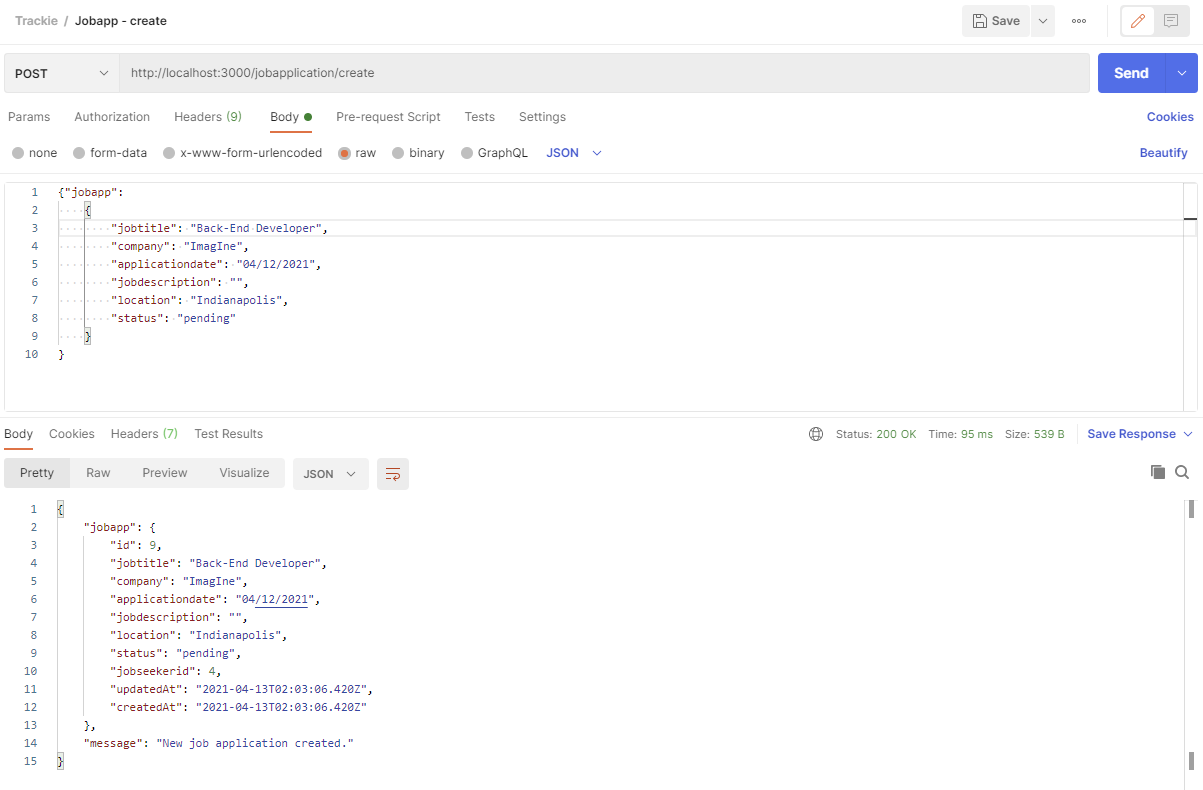 Trackie / Jobapp - create
Save
POST
http://localhost:3000/jobapplication/create
Send
Params Authorization Headers (9) Body Pre-request Script Tests Settings Cookies
none form-data x-www-form-urlencoded raw binary GraphQL JSON Beautify
1 {"jobapp":
2 {
3 "jobtitle": "Back-End Developer",
4 "company": "ImagIne",
5 "applicationdate": "04/12/2021",
6 "jobdescription": "",
7 "location": "Indianapolis",
8 "status": "pending"
9 }
10 }
Body Cookies Headers (7) Test Results Status: 200 OK Time: 95 ms Size: 539 B Save Response
Pretty Raw Preview Visualize JSON
1 {
2 "jobapp": {
3 "id": 9,
4 "jobtitle": "Back-End Developer",
5 "company": "ImagIne",
6 "applicationdate": "04/12/2021",
7 "jobdescription": "",
8 "location": "Indianapolis",
9 "status": "pending",
10 "jobseekerid": 4,
11 "updatedAt": "2021-04-13T02:03:06.420Z",
12 "createdAt": "2021-04-13T02:03:06.420Z"
13 },
14 "message": "New job application created."
15 }